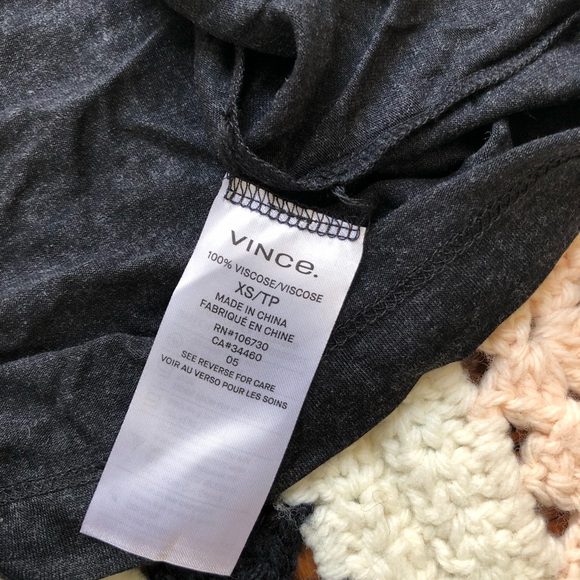 VINCE.
100% VISCOSE/VISCOSE
XS/TP
MADE IN CHINA
FABRIQUÉ EN CHINE
RN#106730
CA#34460
05
SEE REVERSE FOR CARE
VOIR AU VERSO POUR LES SOINS